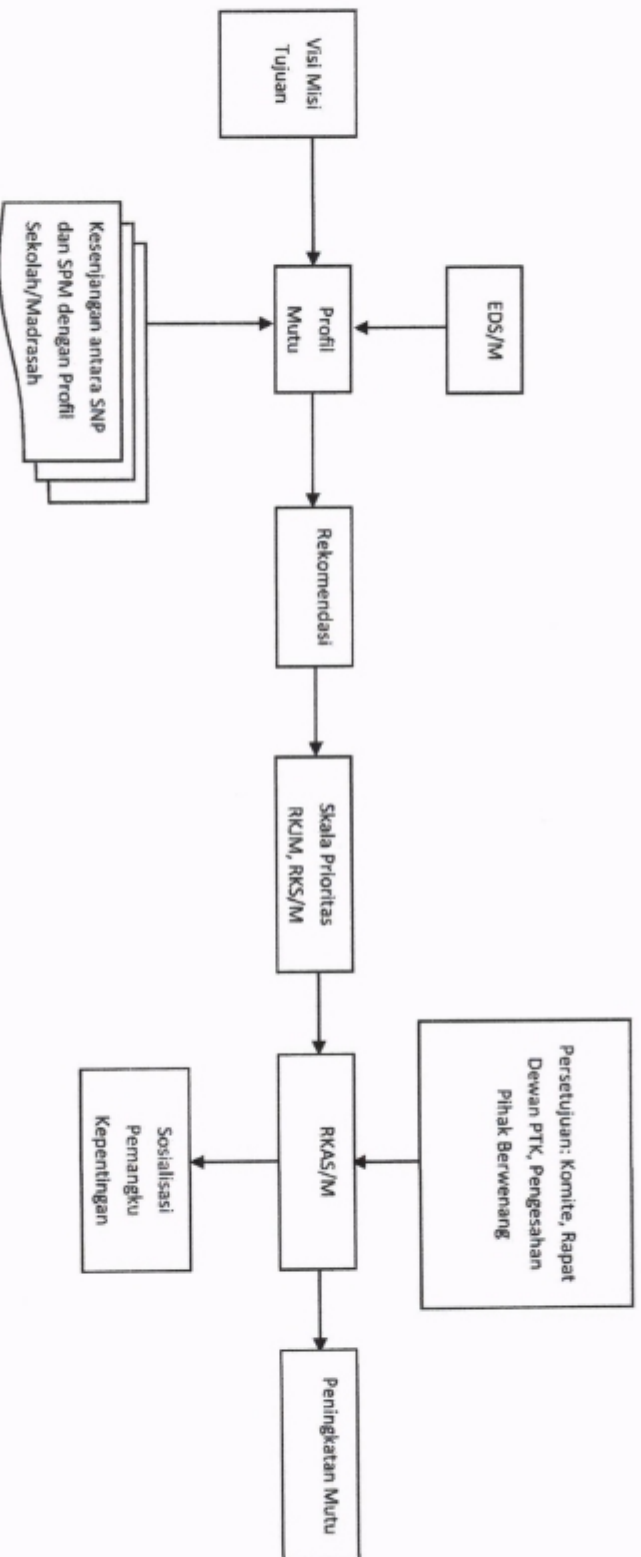 Visi Misi
Tujuan
EDS/M
Profil
Mutu
Kesenjangan antara SNP
dan SPM dengan Profil
Sekolah/Madrasah
Rekomendasi
Skala Prioritas
RKJM, RKS/M
Persetujuan: Komite, Rapat
Dewan PTK, Pengesahan
Pihak Berwenang
RKAS/M
Sosialisasi
Pemangku
Kepentingan
Peningkatan Mutu